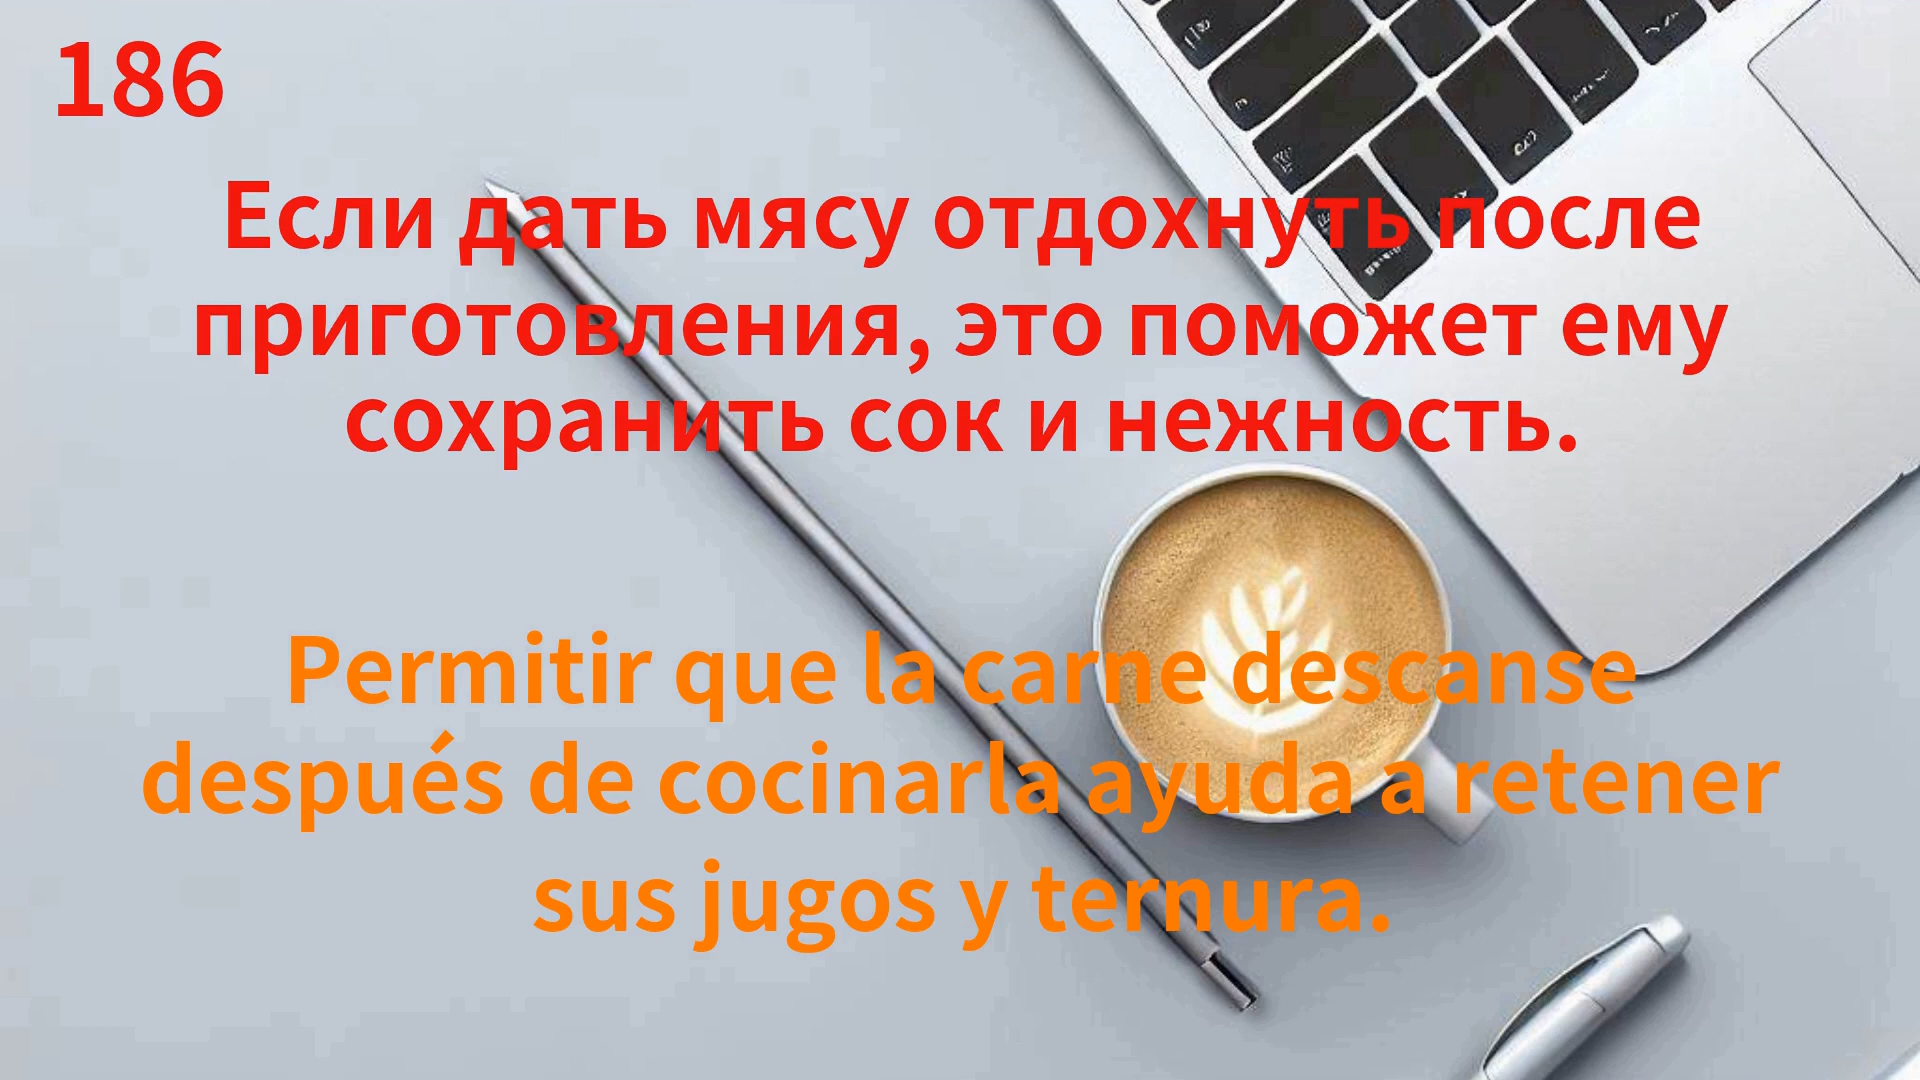 186
Если дать мясу отдохнуть после
приготовления, это поможет ему
сохранить сок и нежность.
Permitir que la carne descanse
después de cocinarla ayuda a retener
sus jugos y ternura.